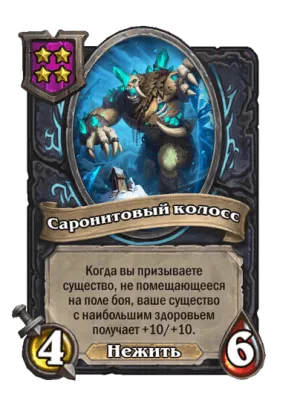 Саронитовый колосс
Когда вы призываете
существо, не помещающееся
на поле боя, ваше существо
с наибольшим здоровьем
получает +10/+10.
4
Нежить
6